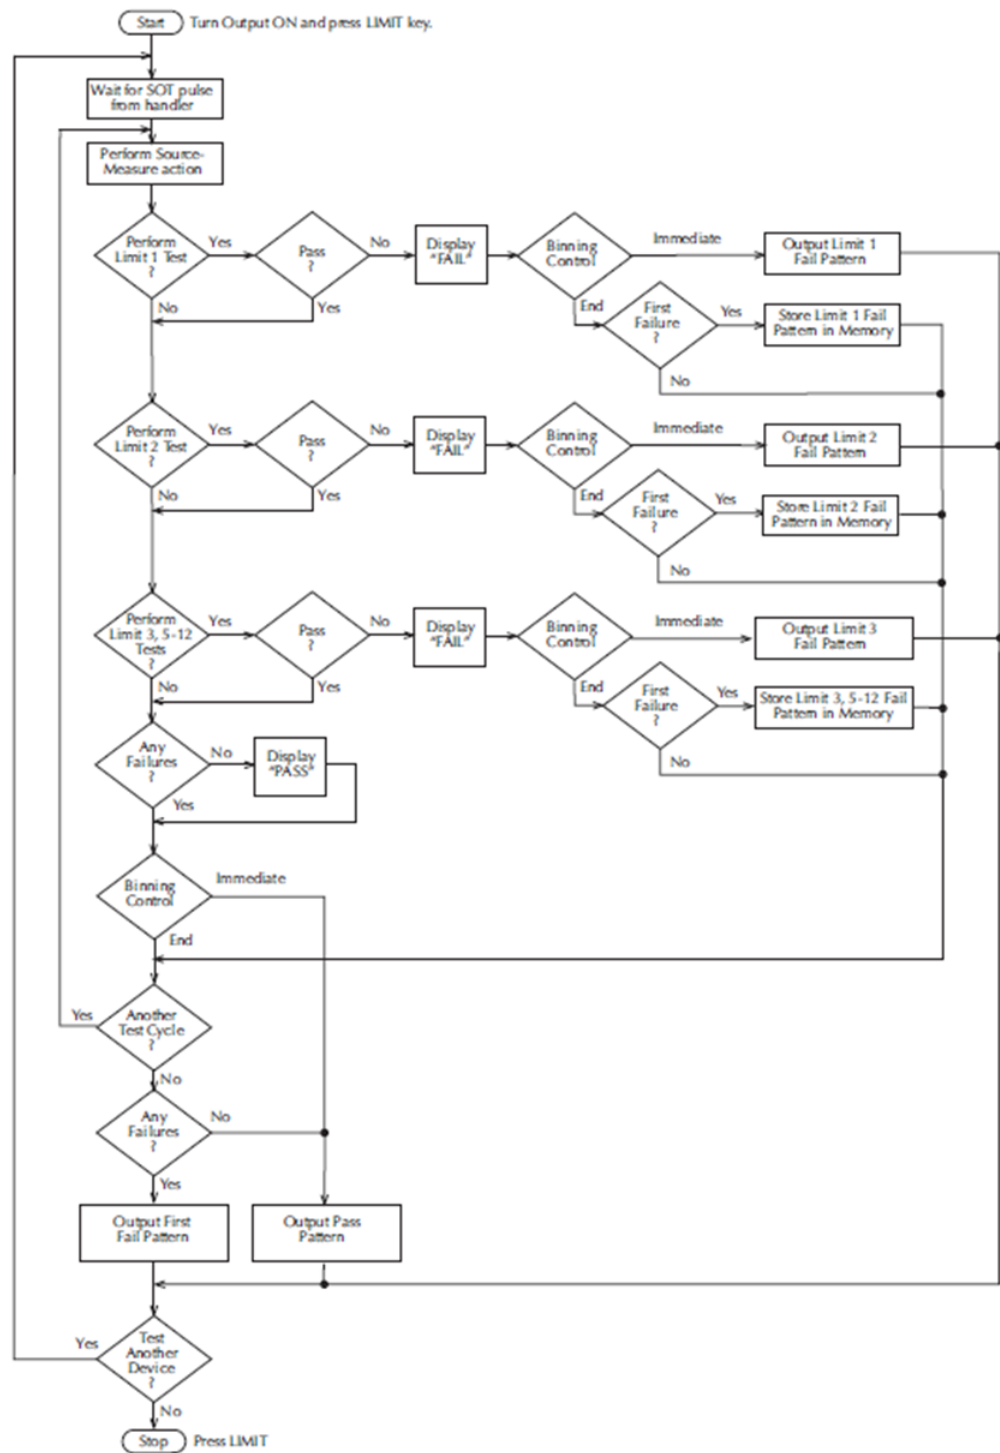 Start
Turn Output ON and press LIMIT key.
Wait for SOT pulse
from handler
Perform Source-
Measure action
Perform
Limit 1 Test
?
Yes
No
Pass
?
No
Yes
Display
"FAIL"
Binning
Control
Immediate
End
Output Limit 1
Fail Pattern
First
Failure
?
Yes
No
Store Limit 1 Fail
Pattern in Memory
Perform
Limit 2 Test
?
Yes
No
Pass
?
No
Yes
Display
"FAIL"
Binning
Control
Immediate
End
Output Limit 2
Fail Pattern
First
Failure
?
Yes
No
Store Limit 2 Fail
Pattern in Memory
Perform
Limit 3, 5-12
Tests
?
Yes
No
Pass
?
No
Yes
Display
"FAIL"
Binning
Control
Immediate
End
Output Limit 3
Fail Pattern
First
Failure
?
Yes
No
Store Limit 3, 5-12 Fail
Pattern in Memory
Any
Failures
?
No
Yes
Display
"PASS"
Binning
Control
Immediate
End
Another
Test Cycle
?
Yes
No
Any
Failures
?
No
Yes
Output First
Fail Pattern
Output Pass
Pattern
Test
Another
Device
?
Yes
No
Stop
Press LIMIT